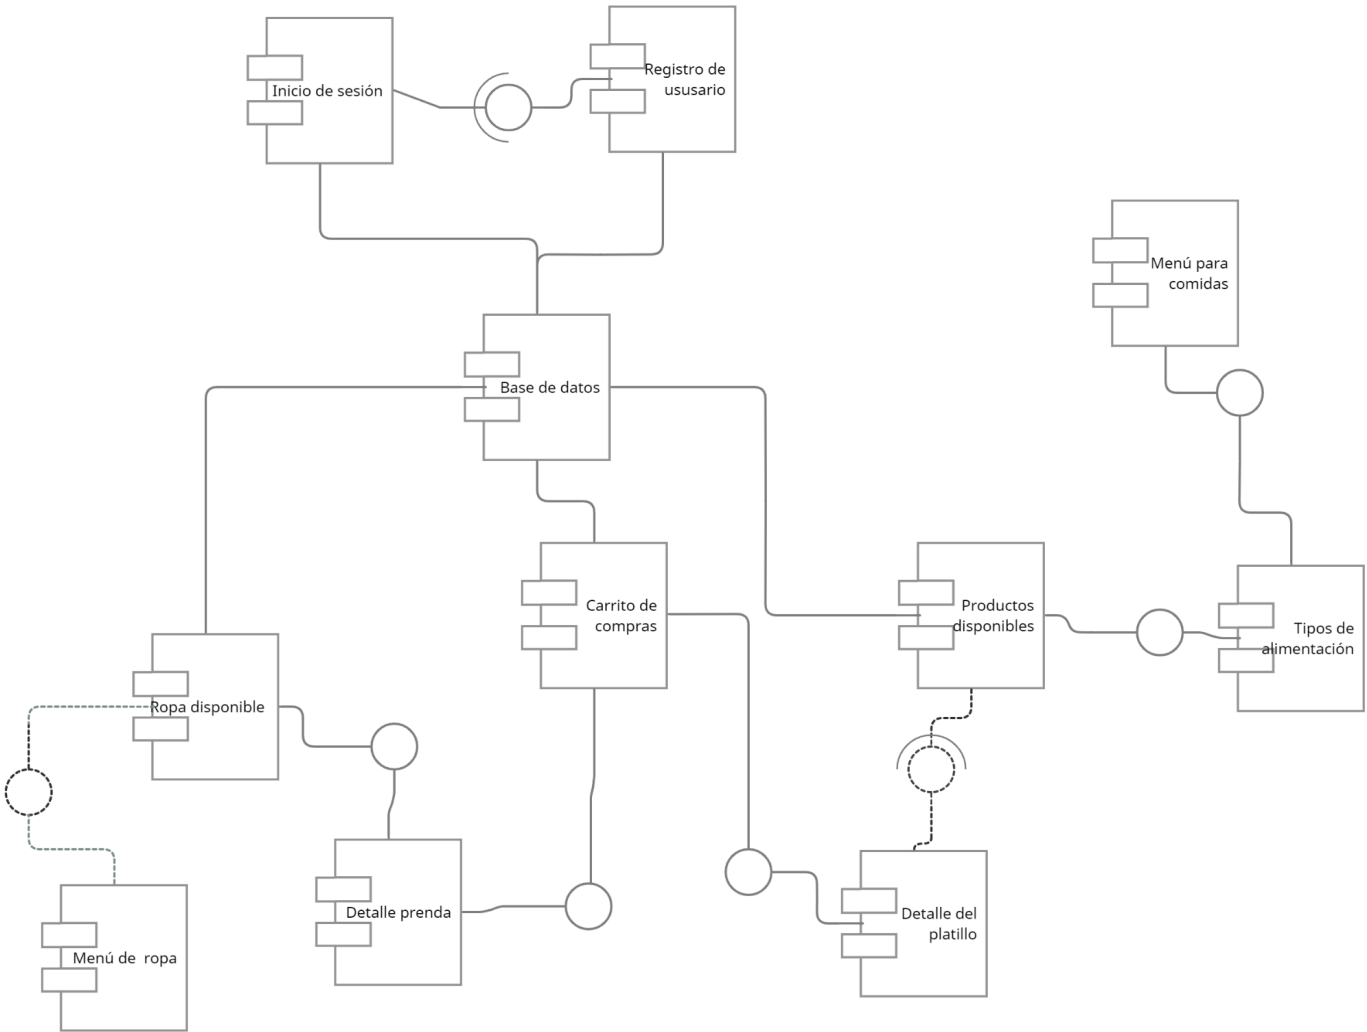 Inicio de sesión
Registro de
ususario
Menú para
comidas
Base de datos
Carrito de
compras
Productos
disponibles
Tipos de
alimentación
Ropa disponible
Detalle prenda
Detalle del
platillo
Menú de  ropa